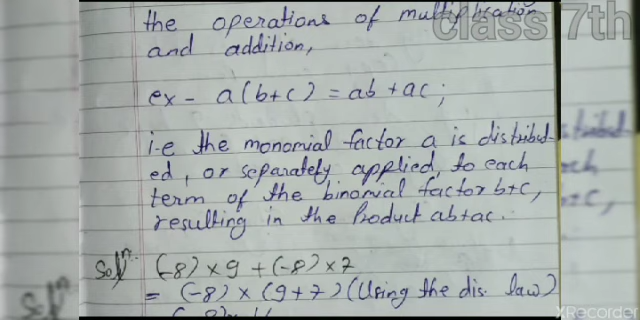 the operations of multiplication
Class 7th
and addition,
ex - a(b+c) = ab + ac;
i.e the monomial factor a is distribut-
ed, or separately applied, to each
term of the binomial factor b+c,
resulting in the Product ab+ac.
Solⁿ. (-8) × 9 + (-8) × 7
= (-8) × (9+7) (Using the dis. law)
XRecorder